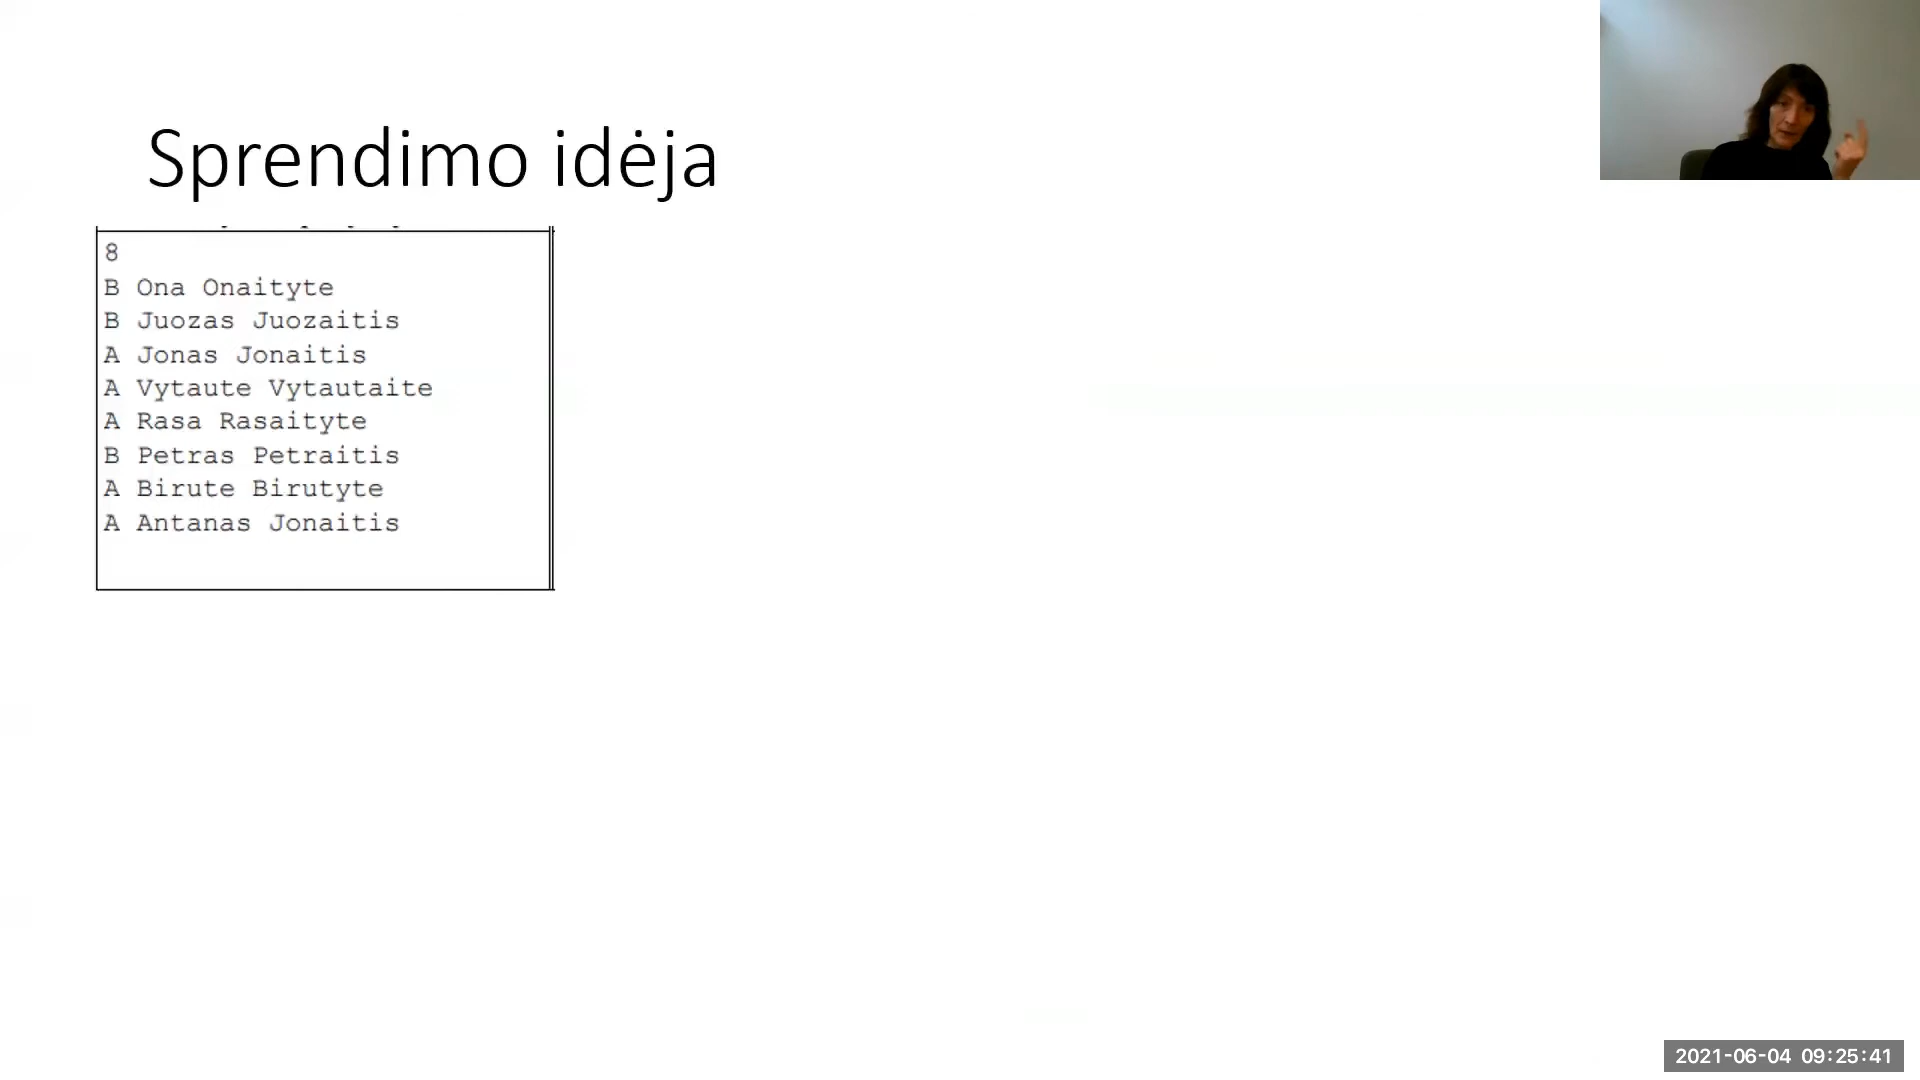 Sprendimo idėja
8
B Ona Onaityte
B Juozas Juozaitis
A Jonas Jonaitis
A Vytaute Vytautaite
A Rasa Rasaityte
B Petras Petraitis
A Birute Birutyte
A Antanas Jonaitis
2021-06-04 09:25:41